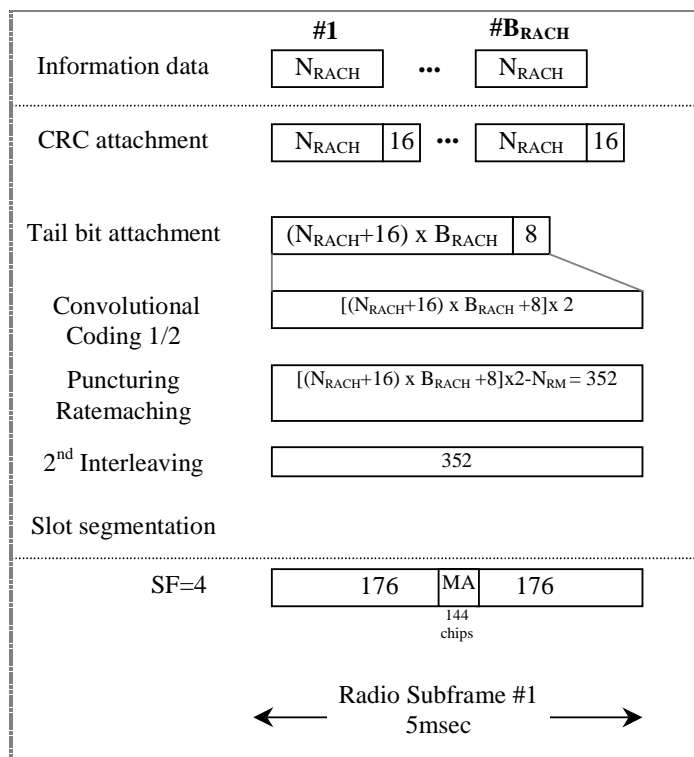 #1 #B_RACH
Information data N_RACH ... N_RACH
CRC attachment N_RACH 16 ... N_RACH 16
Tail bit attachment (N_RACH+16) x B_RACH 8
Convolutional
Coding 1/2
[(N_RACH+16) x B_RACH +8]x 2
Puncturing
Ratemaching
[(N_RACH+16) x B_RACH +8]x2-N_RM = 352
2nd Interleaving 352
Slot segmentation
SF=4 176 MA 176
144
chips
Radio Subframe #1
5msec